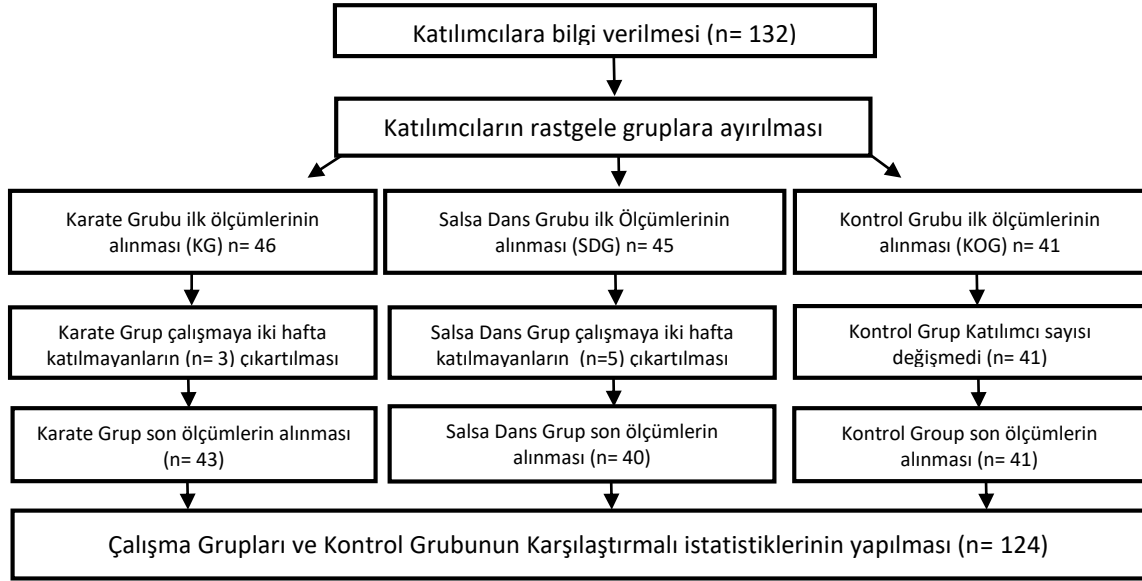 Katılımcılara bilgi verilmesi (n= 132)
Katılımcıların rastgele gruplara ayırılması
Karate Grubu ilk ölçümlerinin
alınması (KG) n= 46
Salsa Dans Grubu ilk Ölçümlerinin
alınması (SDG) n= 45
Kontrol Grubu ilk ölçümlerinin
alınması (KOG) n= 41
Karate Grup çalışmaya iki hafta
katılmayanların (n= 3) çıkartılması
Salsa Dans Grup çalışmaya iki hafta
katılmayanların (n=5) çıkartılması
Kontrol Grup Katılımcı sayısı
değişmedi (n= 41)
Karate Grup son ölçümlerin alınması
(n= 43)
Salsa Dans Grup son ölçümlerin
alınması (n= 40)
Kontrol Group son ölçümlerin
alınması (n= 41)
Çalışma Grupları ve Kontrol Grubunun Karşılaştırmalı istatistiklerinin yapılması (n= 124)